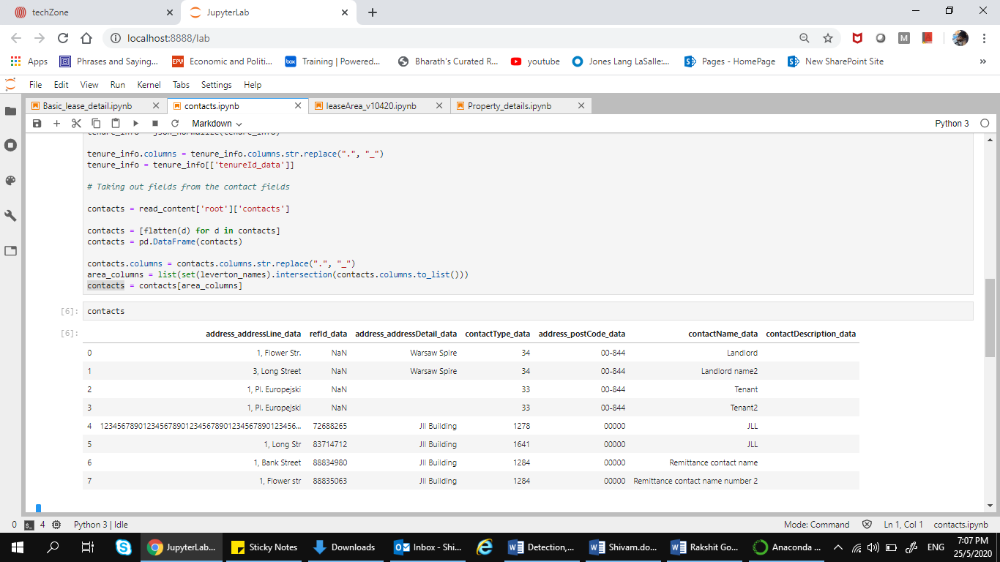 techZone
JupyterLab
localhost:8888/lab
Apps Phrases and Saying... Economic and Politi... Training | Powered... Bharath's Curated R... youtube Jones Lang LaSalle:... Pages - HomePage New SharePoint Site »
File Edit View Run Kernel Tabs Settings Help
Basic_lease_detail.ipynb contacts.ipynb leaseArea_v10420.ipynb Property_details.ipynb
Markdown Python 3
tenure_info = json_normalize(tenure_info)
tenure_info.columns = tenure_info.columns.str.replace(".", "_")
tenure_info = tenure_info[['tenureId_data']]
# Taking out fields from the contact fields
contacts = read_content['root']['contacts']
contacts = [flatten(d) for d in contacts]
contacts = pd.DataFrame(contacts)
contacts.columns = contacts.columns.str.replace(".", "_")
area_columns = list(set(leverton_names).intersection(contacts.columns.to_list()))
contacts = contacts[area_columns]
[6]: contacts
[6]: address_addressLine_data refId_data address_addressDetail_data contactType_data address_postCode_data contactName_data contactDescription_data
0 1, Flower Str. NaN Warsaw Spire 34 00-844 Landlord
1 3, Long Street NaN Warsaw Spire 34 00-844 Landlord name2
2 1, Pl. Europejski NaN 33 00-844 Tenant
3 1, Pl. Europejski NaN 33 00-844 Tenant2
4 1234567890123456789012345678901234567890123456... 72688265 Jll Building 1278 00000 JLL
5 1, Long Str 83714712 Jll Building 1641 00000 JLL
6 1, Bank Street 88834980 Jll Building 1284 00000 Remittance contact name
7 1, Flower str 88835063 Jll Building 1284 00000 Remittance contact name number 2
0 4 Python 3 | Idle Mode: Command Ln 1, Col 1 contacts.ipynb
JupyterLab... Sticky Notes Downloads Inbox - Shi... Detection,... Shivam.do... Rakshit Go... Anaconda ... ENG 7:07 PM
25/5/2020